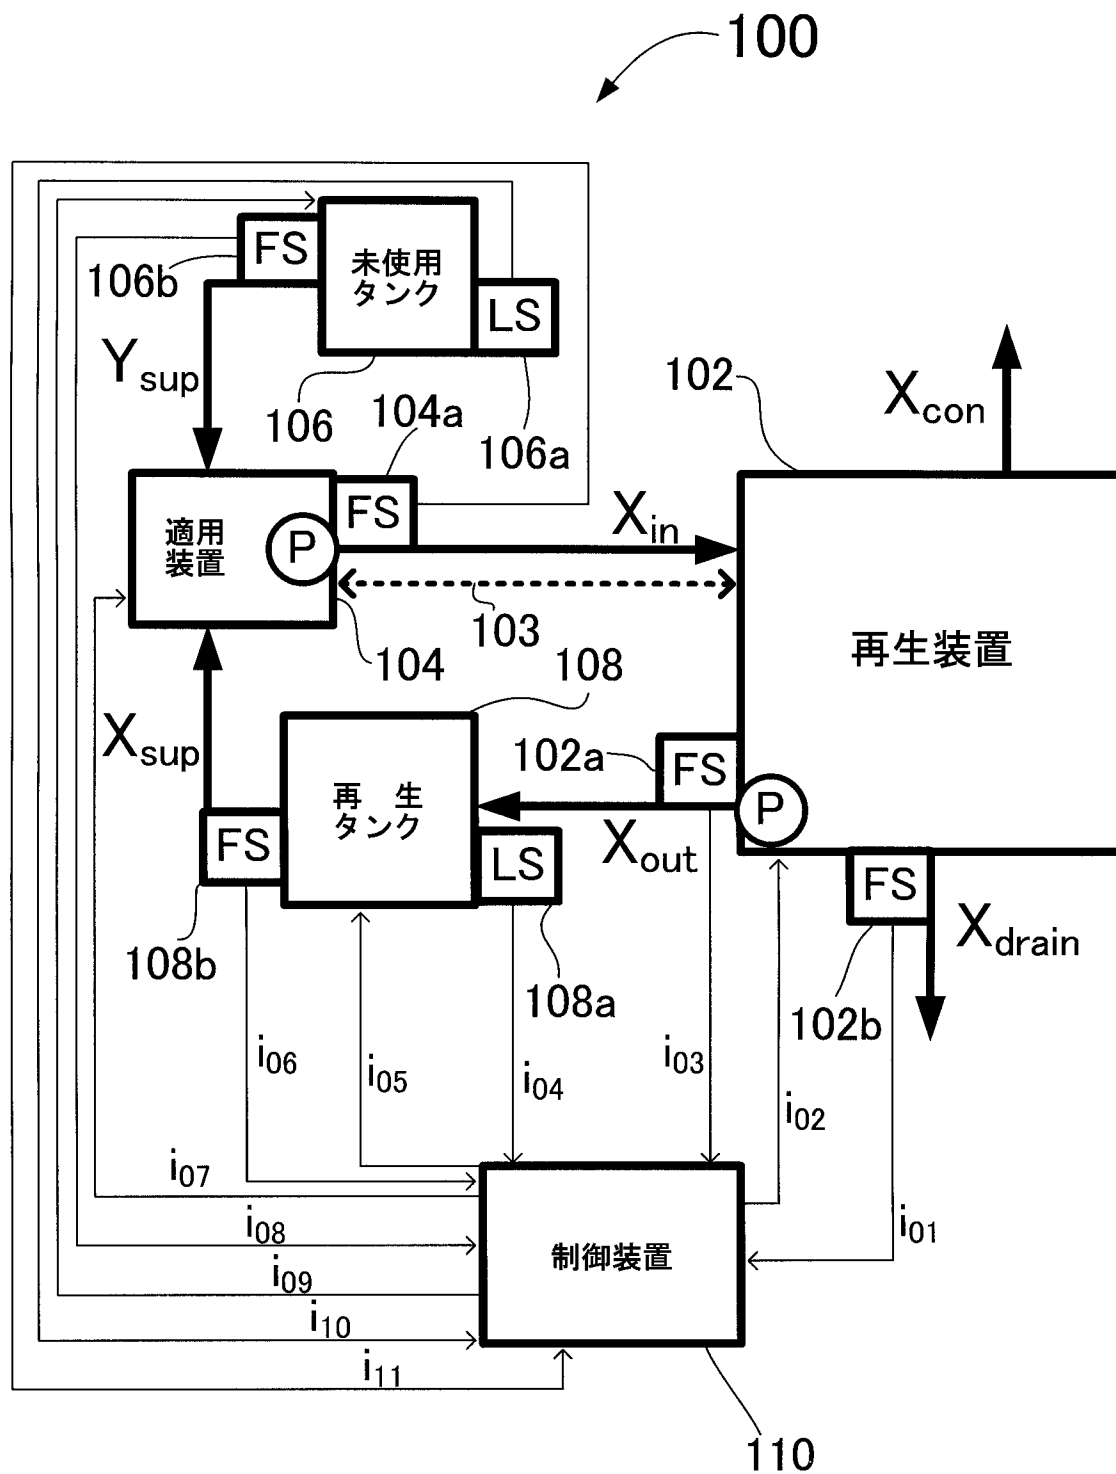 100
FS
未使用
タンク
106b
LS
Ysup
106
104a
106a
102
Xcon
適用
装置
P
FS
Xin
103
104
再生装置
108
Xsup
102a
FS
再 生
タンク
P
FS
LS
Xout
FS
Xdrain
108b
108a
102b
i06
i05
i04
i03
i02
i07
i08
i01
制御装置
i09
i10
i11
110